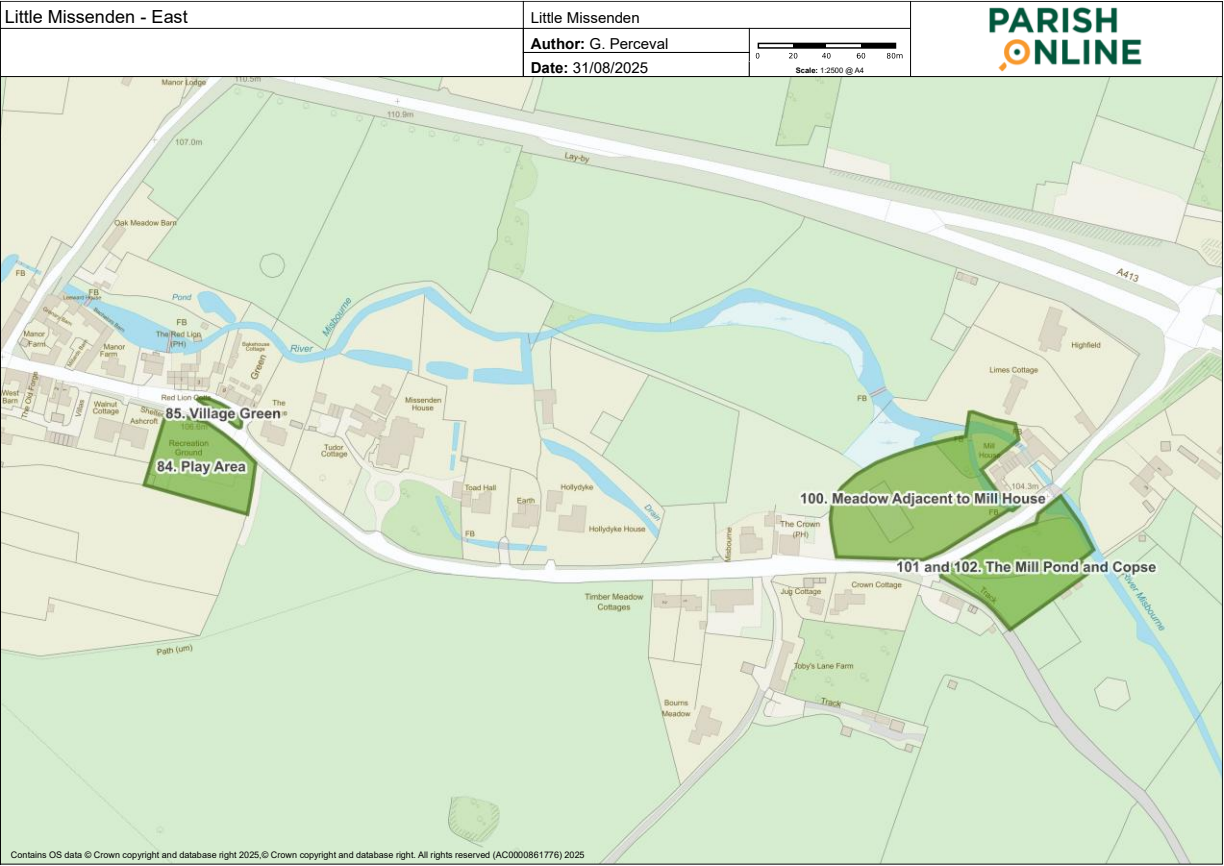 Little Missenden - East
Little Missenden
Author: G. Perceval
Date: 31/08/2025
0 20 40 60 80m
Scale: 1:2500 @ A4
PARISH
ONLINE
Manor Lodge
110.5m
110.9m
107.0m
Lay-by
A413
Oak Meadow Barn
FB
FB
Pond
FB
The Red Lion
(PH)
Manor
Farm
Manor
Farm
Bakehouse
Cottage
Green
River
Misbourne
West
Barn
The Old Forge
Villas
Walnut
Cottage
Ashcroft
Red Lion Cotts
The
85. Village Green
Recreation
Ground
84. Play Area
Tudor
Cottage
Missenden
House
Toad Hall
Earth
Hollydyke
Hollydyke House
Drain
FB
Misbourne
The Crown
(PH)
FB
Highfield
Limes Cottage
FB
FB
Mill
House
104.3m
FB
100. Meadow Adjacent to Mill House
101 and 102. The Mill Pond and Copse
River Misbourne
Track
Timber Meadow
Cottages
Jug Cottage
Crown Cottage
Toby's Lane Farm
Track
Bourns
Meadow
Path (um)
Contains OS data © Crown copyright and database right 2025,© Crown copyright and database right. All rights reserved (AC0000861776) 2025